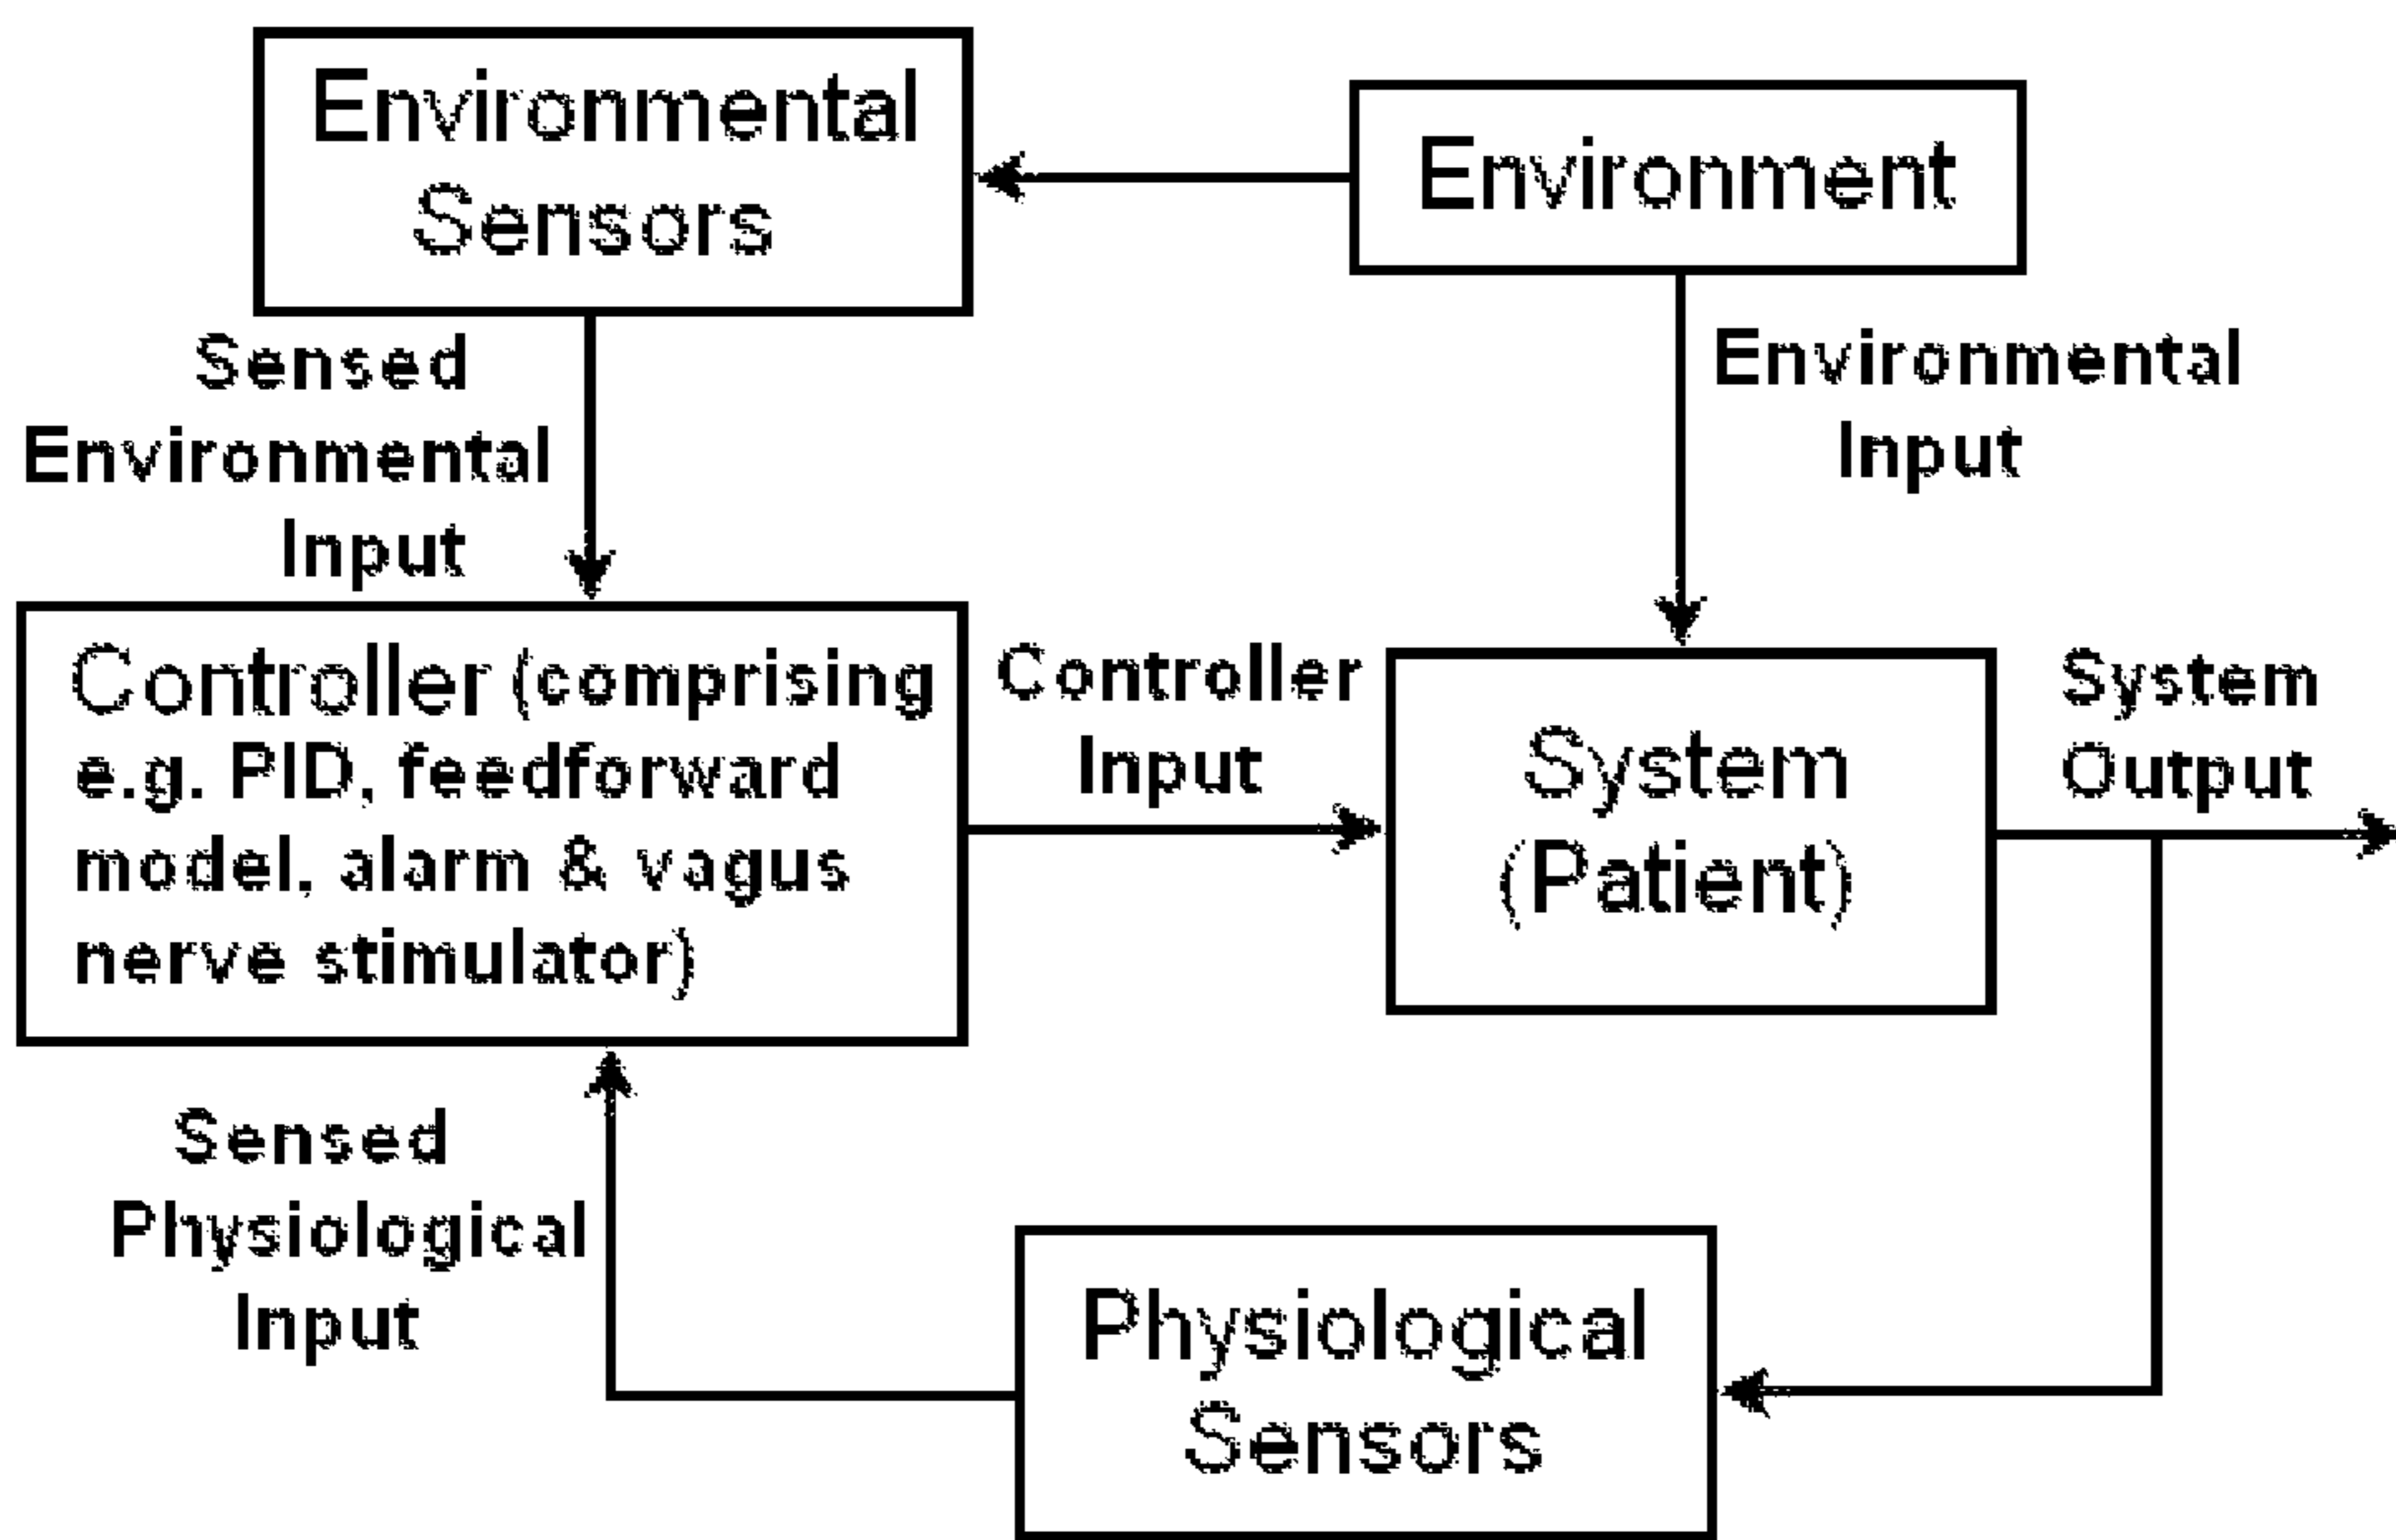 Environmental
Sensors
Environment
Sensed
Environmental
Input
Environmental
Input
Controller (comprising
e.g. PID, feedforward
model, alarm & vagus
nerve stimulator)
Controller
Input
System
(Patient)
System
Output
Sensed
Physiological
Input
Physiological
Sensors